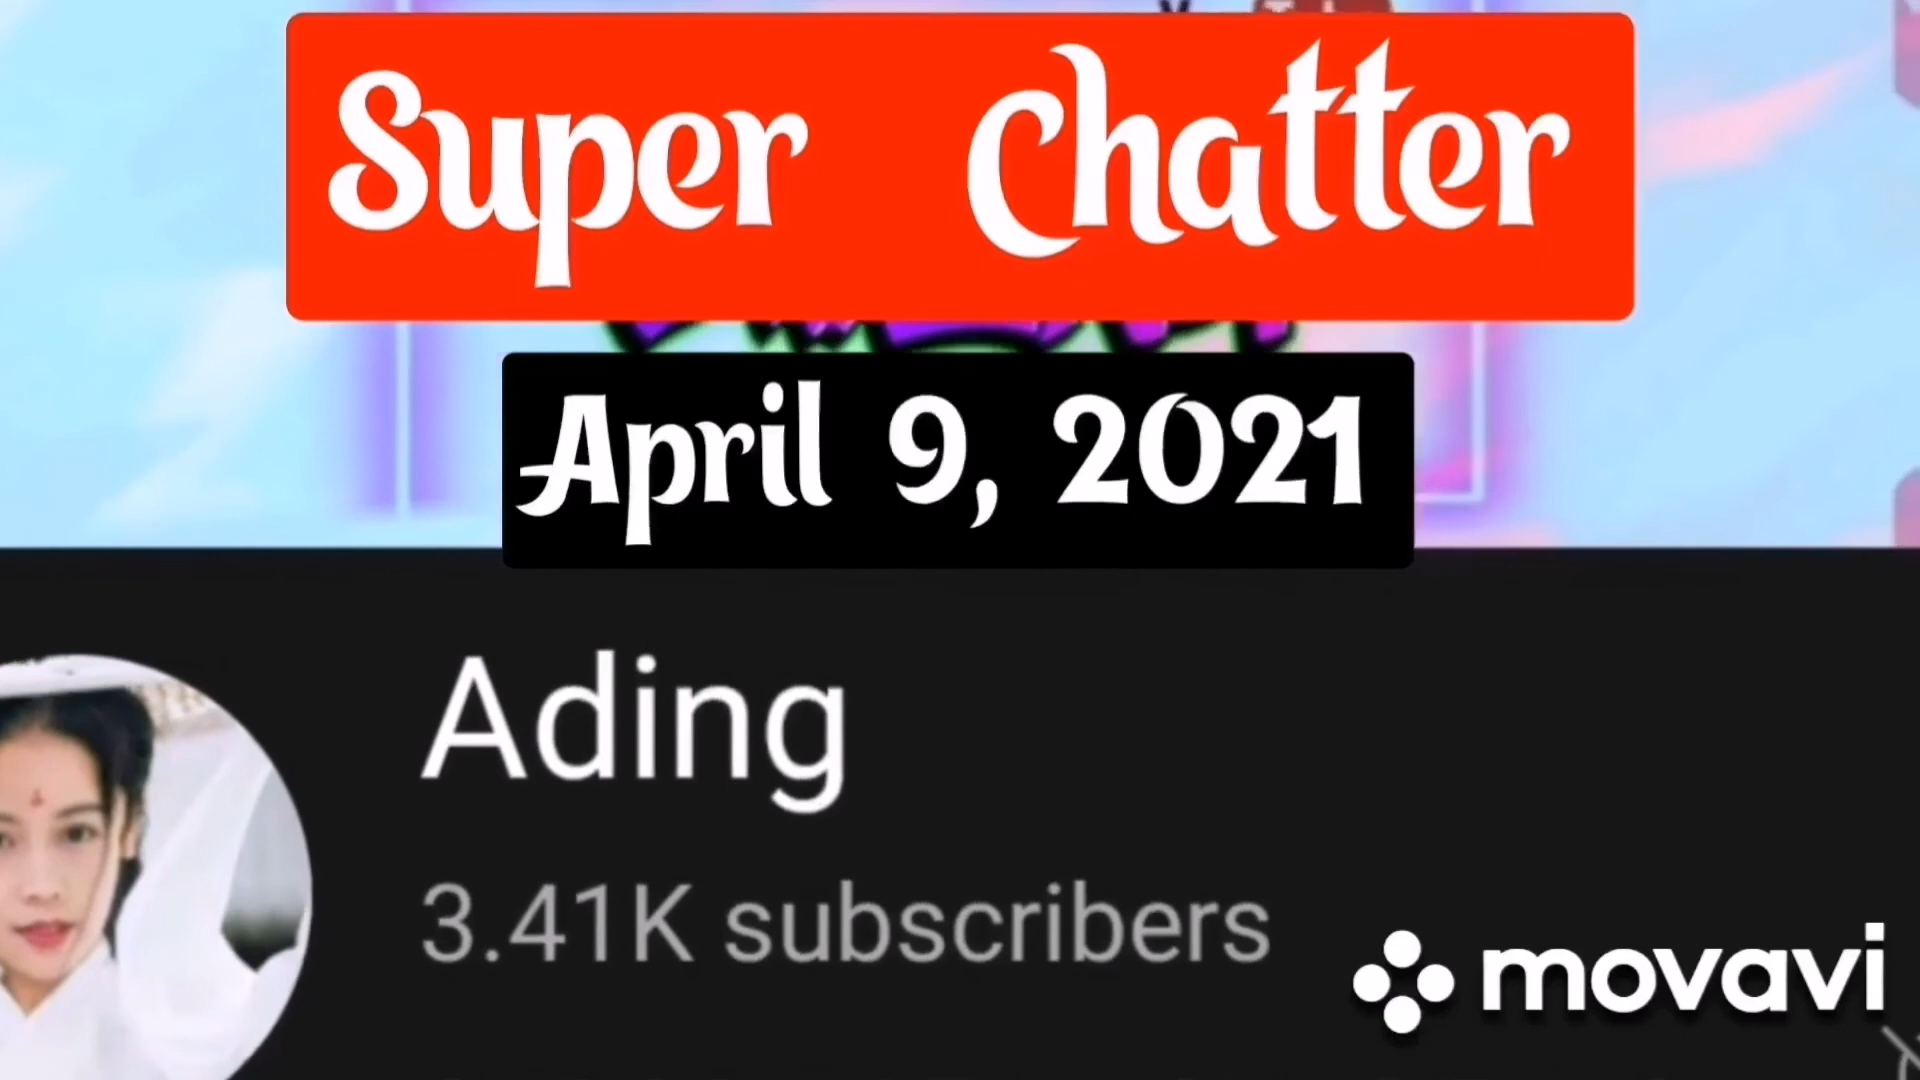 Super Chatter
April 9, 2021
Ading
3.41K subscribers
movavi